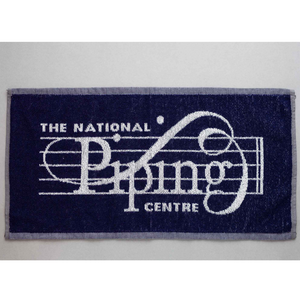 THE NATIONAL
Piping
CENTRE